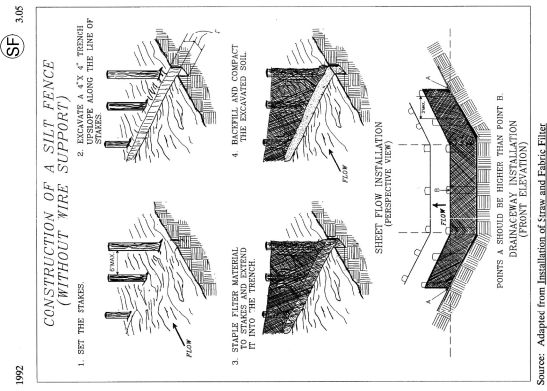 1992
SF
3.05
CONSTRUCTION OF A SILT FENCE
(WITHOUT WIRE SUPPORT)
1. SET THE STAKES.
6'MAX.
FLOW
2. EXCAVATE A 4"X 4" TRENCH
UPSLOPE ALONG THE LINE OF
STAKES.
3. STAPLE FILTER MATERIAL
TO STAKES AND EXTEND
IT INTO THE TRENCH.
FLOW
4. BACKFILL AND COMPACT
THE EXCAVATED SOIL.
FLOW
SHEET FLOW INSTALLATION
(PERSPECTIVE VIEW)
A
B
FLOW
A
POINTS A SHOULD BE HIGHER THAN POINT B.
DRAINAGEWAY INSTALLATION
(FRONT ELEVATION)
Source: Adapted from Installation of Straw and Fabric Filter